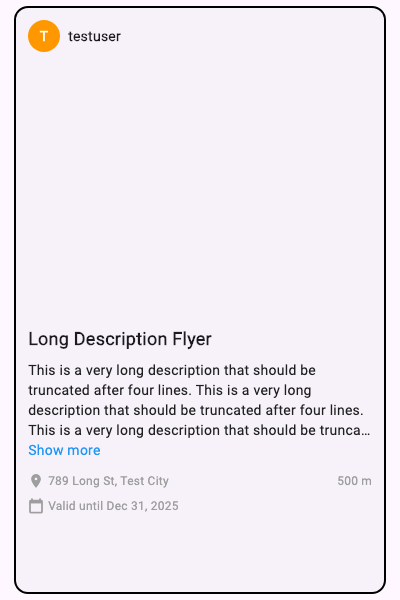 T
testuser
Long Description Flyer
This is a very long description that should be
truncated after four lines. This is a very long
description that should be truncated after four lines.
This is a very long description that should be trunca…
Show more
789 Long St, Test City
500 m
Valid until Dec 31, 2025